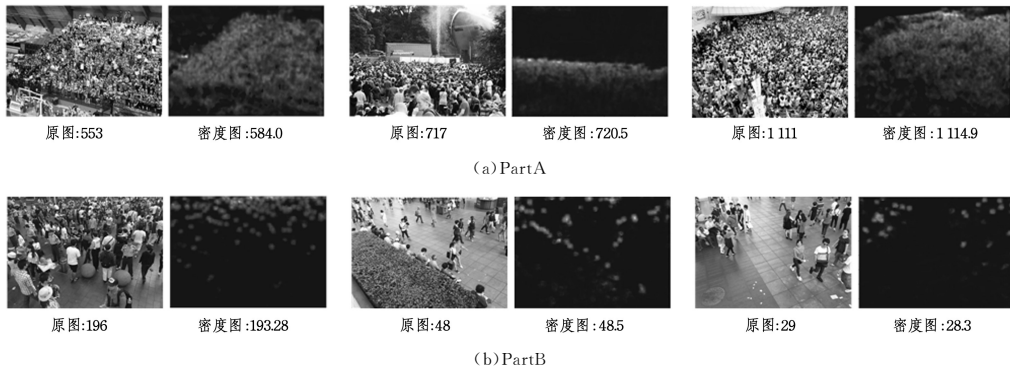 原图:553 密度图:584.0 原图:717 密度图:720.5 原图:1 111 密度图:1 114.9
(a)PartA
原图:196 密度图:193.28 原图:48 密度图:48.5 原图:29 密度图:28.3
(b)PartB